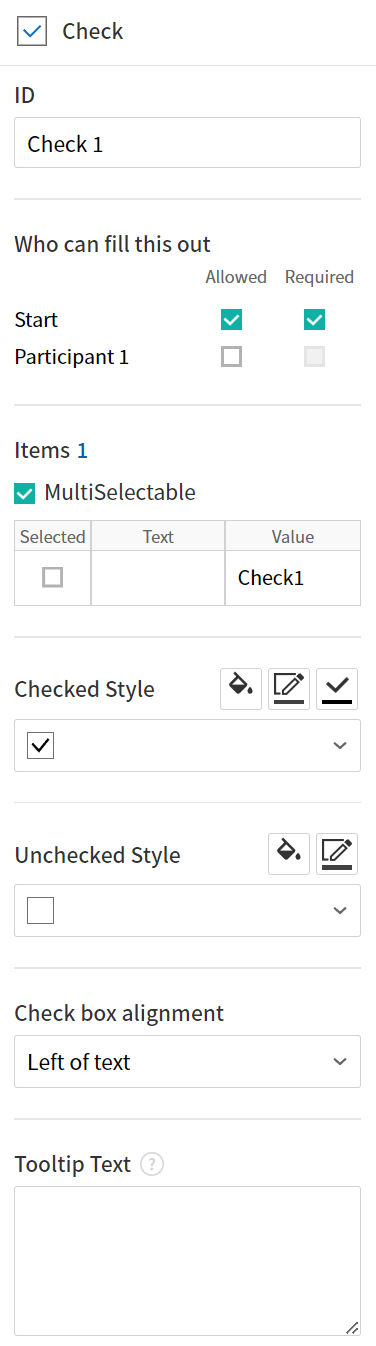 Check
ID
Check 1
Who can fill this out
Allowed Required
Start
Participant 1
Items 1
MultiSelectable
Selected Text Value
Check1
Checked Style
Unchecked Style
Check box alignment
Left of text
Tooltip Text ?